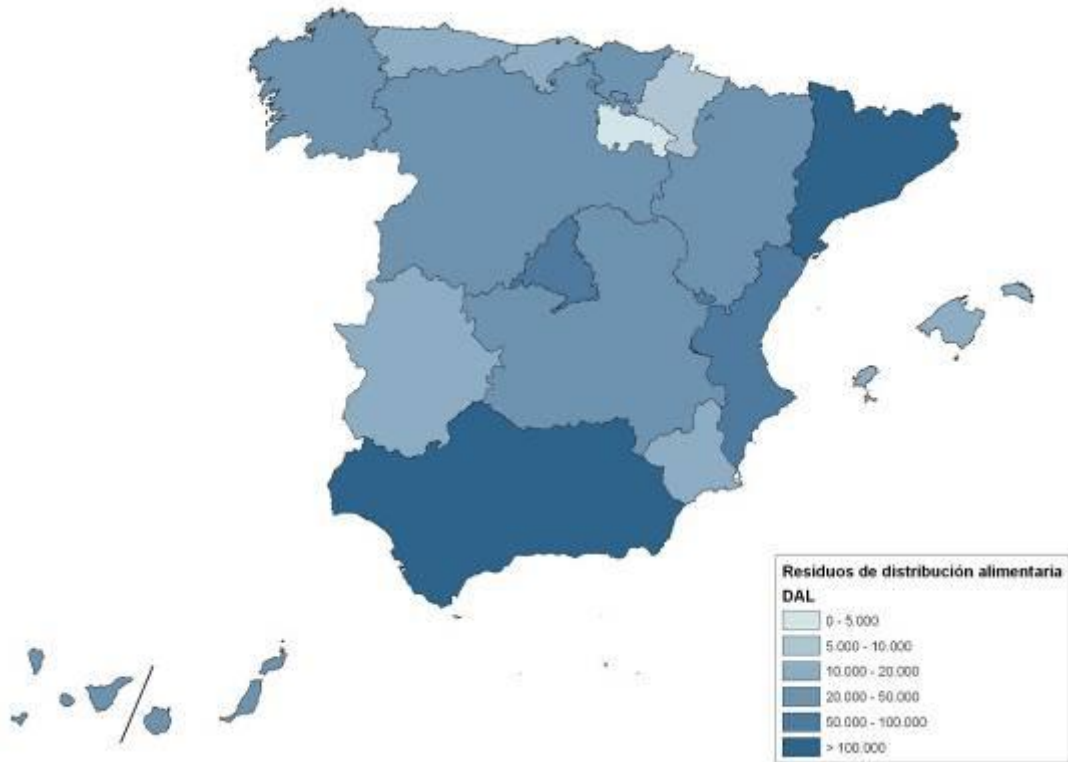 Residuos de distribución alimentaria
DAL
0 - 5.000
5.000 - 10.000
10.000 - 20.000
20.000 - 50.000
50.000 - 100.000
> 100.000